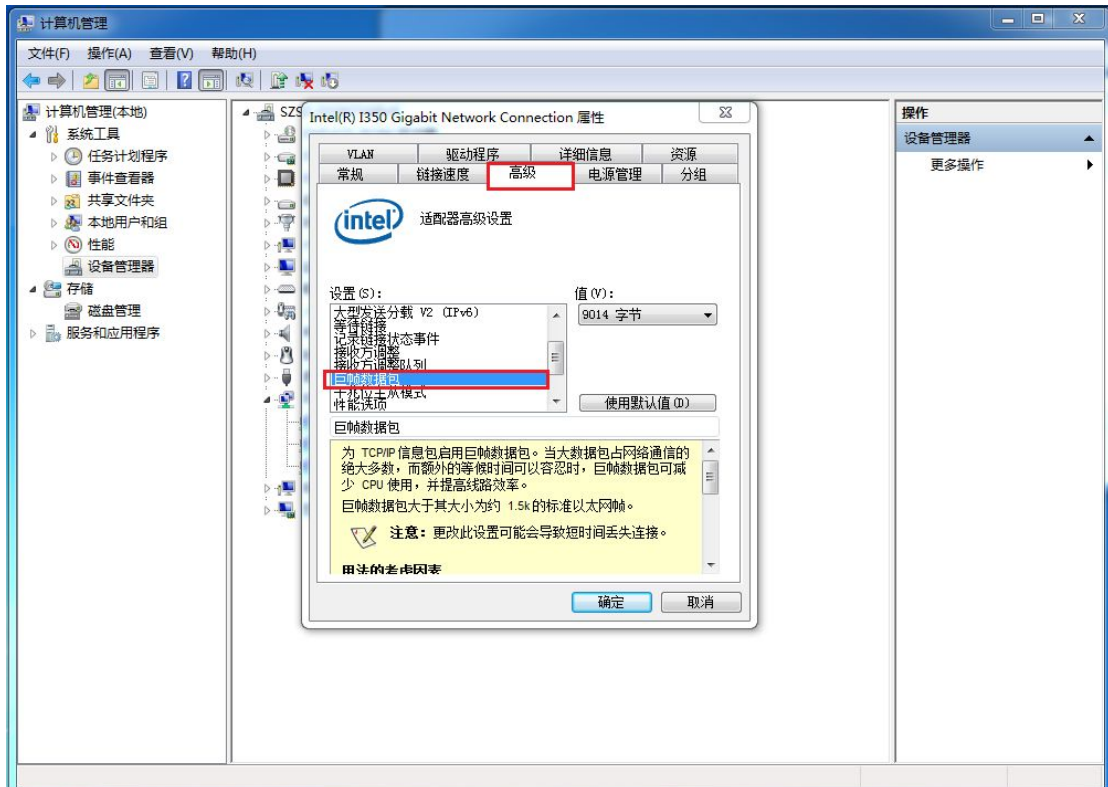 计算机管理
文件(F) 操作(A) 查看(V) 帮助(H)
计算机管理(本地)
系统工具
任务计划程序
事件查看器
共享文件夹
本地用户和组
性能
设备管理器
存储
磁盘管理
服务和应用程序
SZS
Intel(R) I350 Gigabit Network Connection 属性
VLAN 驱动程序 详细信息 资源
常规 链接速度 高级 电源管理 分组
intel 适配器高级设置
设置(S): 值(V):
大型发送分载 V2 (IPv6)
9014 字节
等待链接
记录链接状态事件
接收方调整
接收方调整队列
巨帧数据包
千兆位主从模式
性能选项
使用默认值(D)
巨帧数据包
为 TCP/IP 信息包启用巨帧数据包。当大数据包占网络通信的
绝大多数，而额外的等候时间可以容忍时，巨帧数据包可减
少 CPU 使用，并提高线路效率。
巨帧数据包大于其大小为约 1.5k的标准以太网帧。
注意：更改此设置可能会导致短时间丢失连接。
用法的考虑因素
确定 取消
操作
设备管理器
更多操作